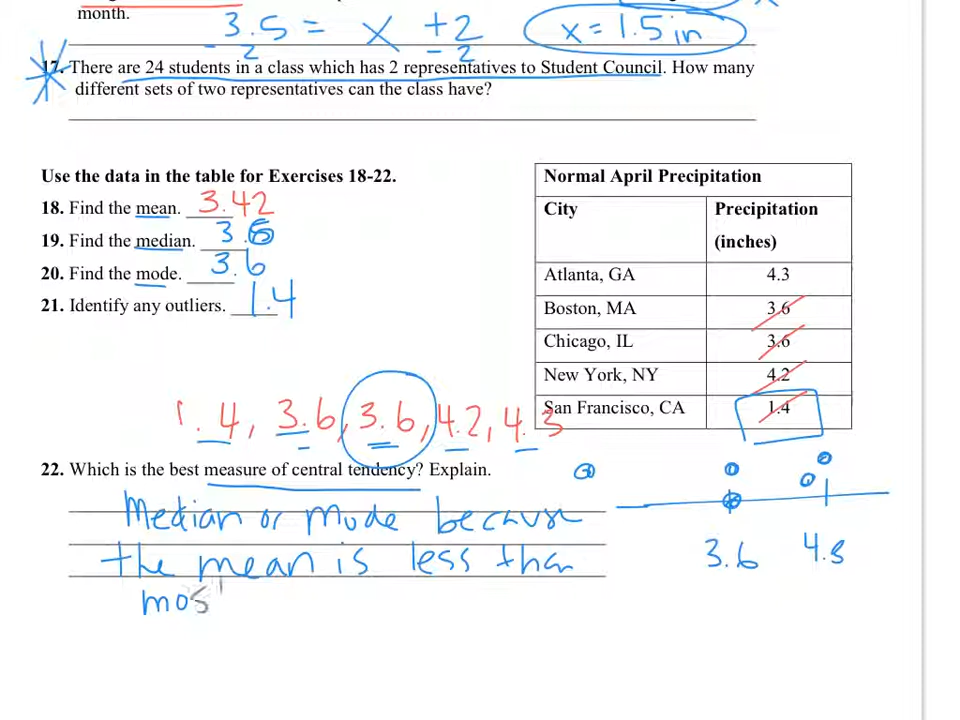 month.
3.5 = x + 2
- 2 - 2
x = 1.5 in
17. There are 24 students in a class which has 2 representatives to Student Council. How many
different sets of two representatives can the class have?
Use the data in the table for Exercises 18-22.
18. Find the mean. 3.42
19. Find the median. 3.6
20. Find the mode. 3.6
21. Identify any outliers. 1.4
Normal April Precipitation
City Precipitation
(inches)
Atlanta, GA 4.3
Boston, MA 3.6
Chicago, IL 3.6
New York, NY 4.2
San Francisco, CA 1.4
1.4, 3.6, 3.6, 4.2, 4.3
22. Which is the best measure of central tendency? Explain.
Median or mode because
the mean is less than
mos
3.6 4.3